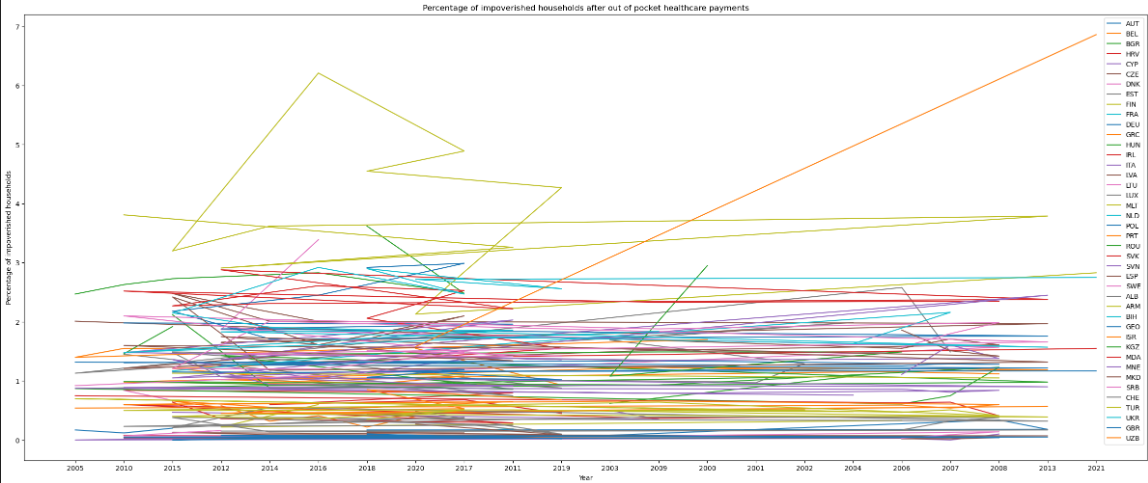 Percentage of impoverished households after out of pocket healthcare payments
7
6
5
4
3
2
1
0
Percentage of impoverished households
2005 2010 2015 2012 2014 2016 2018 2020 2017 2011 2019 2003 2009 2000 2001 2002 2004 2006 2007 2008 2013 2021
Year
AUT
BEL
BGR
HRV
CYP
CZE
DNK
EST
FIN
FRA
DEU
GRC
HUN
IRL
ITA
LVA
LTU
LUX
MLT
NLD
POL
PRT
ROU
SVK
SVN
ESP
SWE
ALB
ARM
BIH
GEO
ISR
KGZ
MDA
MNE
MKD
SRB
CHE
TUR
UKR
GBR
UZB